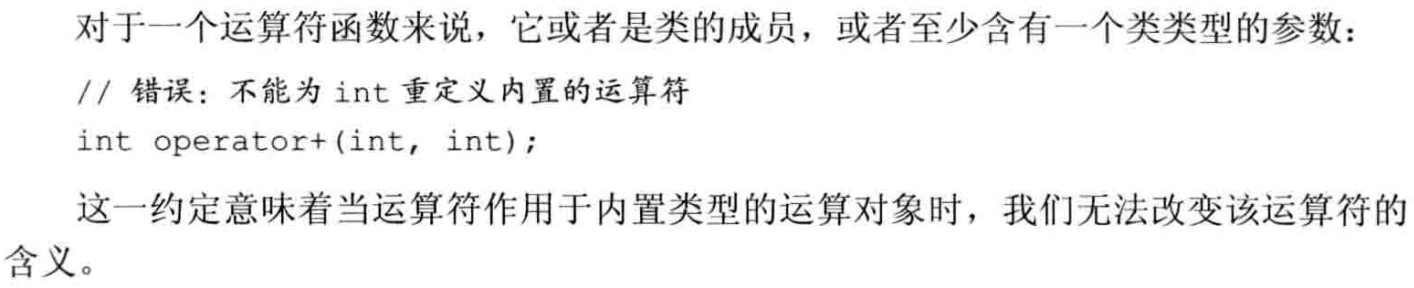 对于一个运算符函数来说，它或者是类的成员，或者至少含有一个类类型的参数：
// 错误：不能为 int 重定义内置的运算符
int operator+(int, int);
这一约定意味着当运算符作用于内置类型的运算对象时，我们无法改变该运算符的
含义。